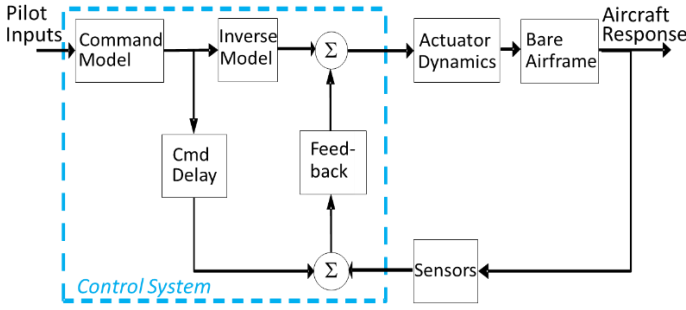 Pilot
Inputs
Command
Model
Inverse
Model
Σ
Actuator
Dynamics
Bare
Airframe
Aircraft
Response
Cmd
Delay
Feed-
back
Σ
Sensors
Control System